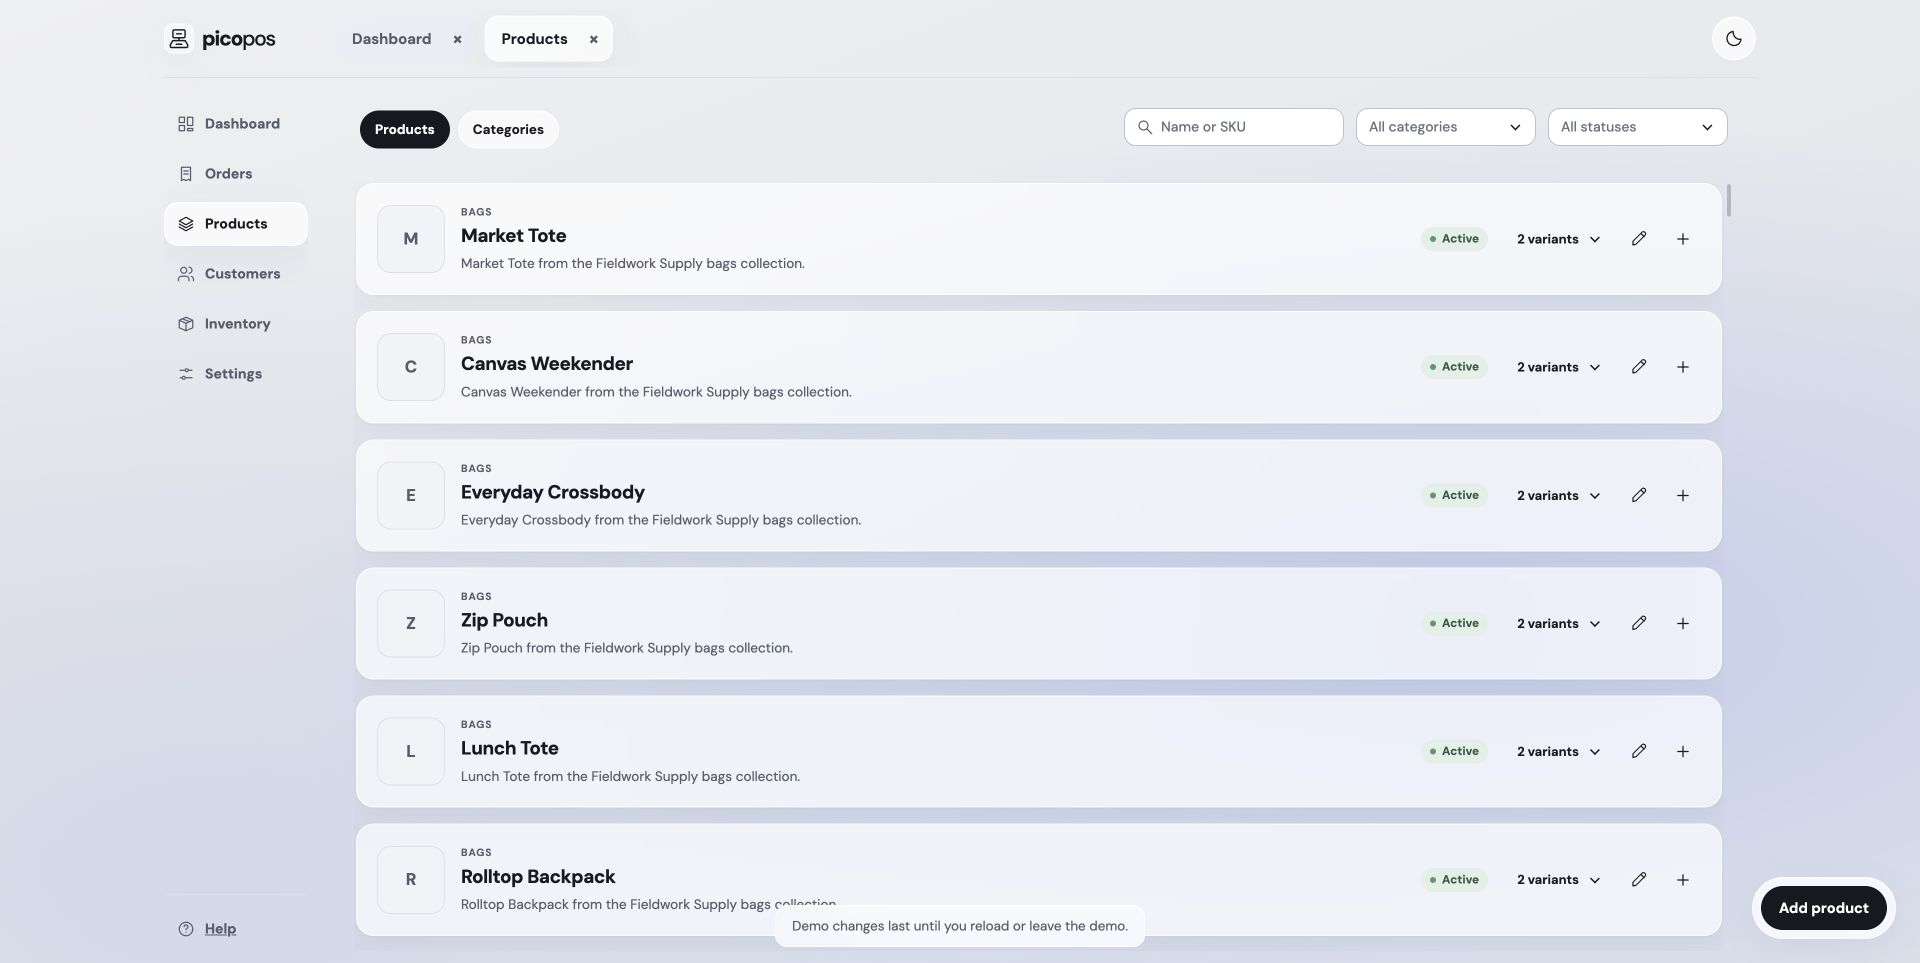 picopos
Dashboard
Products
Dashboard
Orders
Products
Customers
Inventory
Settings
Help
Products
Categories
Name or SKU
All categories
All statuses
M
BAGS
Market Tote
Market Tote from the Fieldwork Supply bags collection.
Active
2 variants
C
BAGS
Canvas Weekender
Canvas Weekender from the Fieldwork Supply bags collection.
Active
2 variants
E
BAGS
Everyday Crossbody
Everyday Crossbody from the Fieldwork Supply bags collection.
Active
2 variants
Z
BAGS
Zip Pouch
Zip Pouch from the Fieldwork Supply bags collection.
Active
2 variants
L
BAGS
Lunch Tote
Lunch Tote from the Fieldwork Supply bags collection.
Active
2 variants
R
BAGS
Rolltop Backpack
Rolltop Backpack from the Fieldwork Supply bags collection.
Active
2 variants
Demo changes last until you reload or leave the demo.
Add product